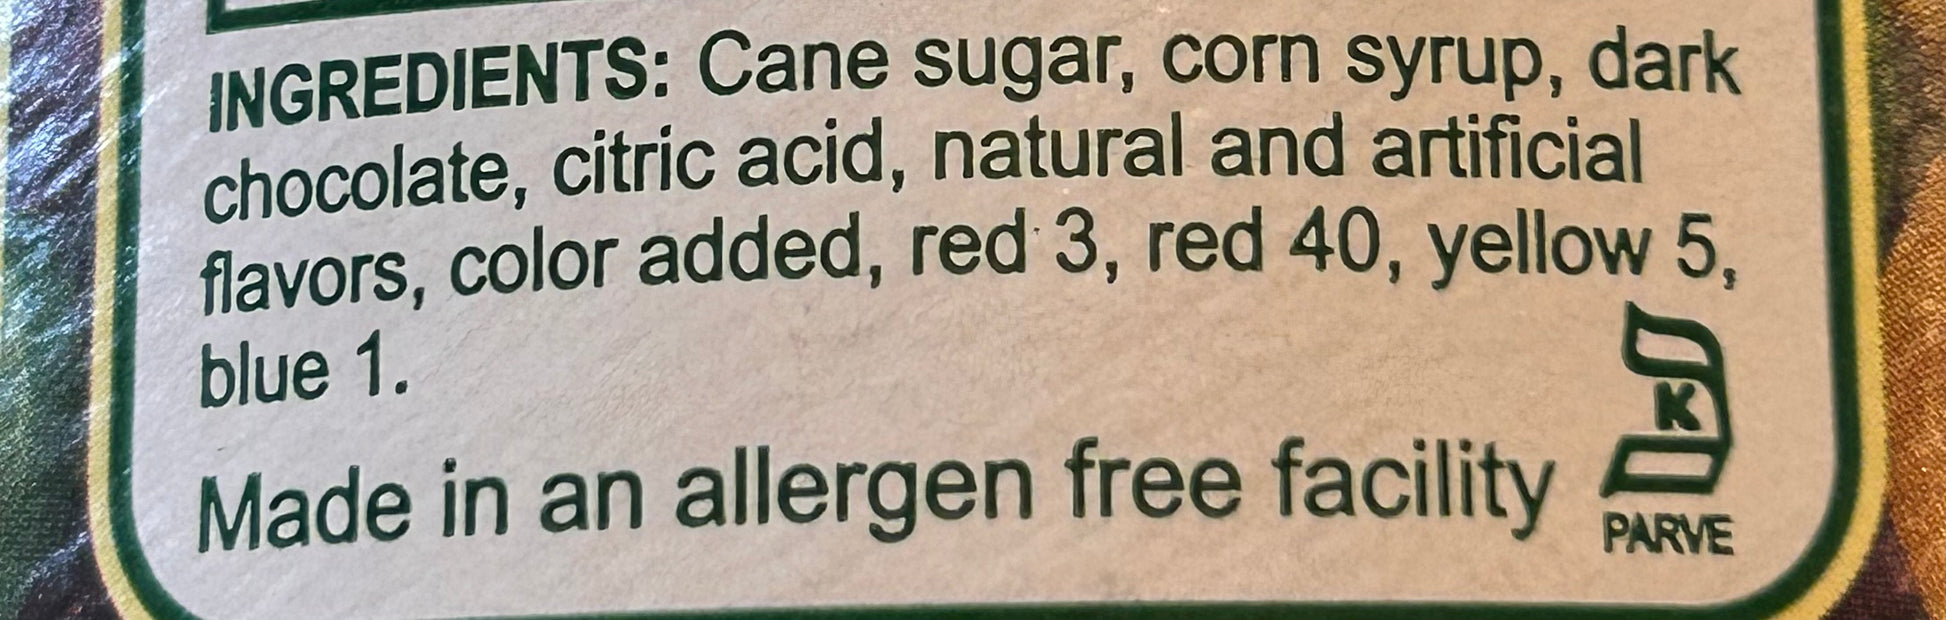 INGREDIENTS: Cane sugar, corn syrup, dark
chocolate, citric acid, natural and artificial
flavors, color added, red 3, red 40, yellow 5,
blue 1.
Made in an allergen free facility
K
PARVE